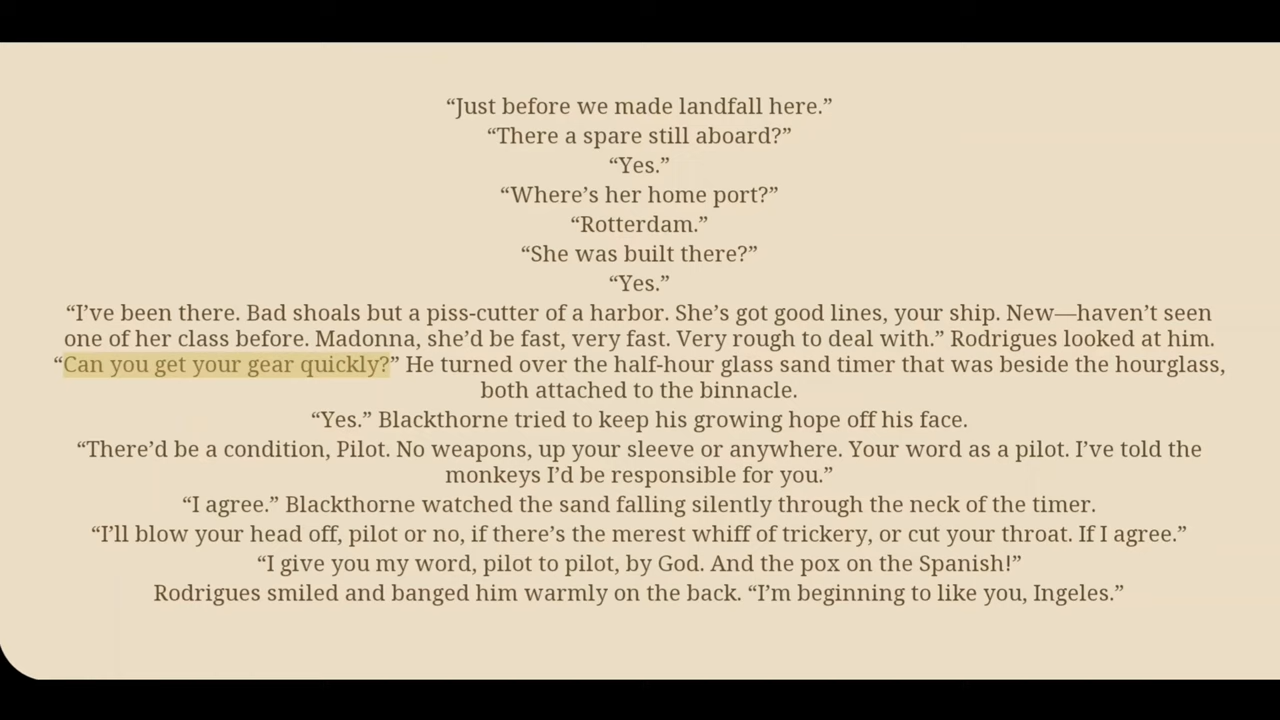 “Just before we made landfall here.”
“There a spare still aboard?”
“Yes.”
“Where’s her home port?”
“Rotterdam.”
“She was built there?”
“Yes.”
“I’ve been there. Bad shoals but a piss-cutter of a harbor. She’s got good lines, your ship. New—haven’t seen
one of her class before. Madonna, she’d be fast, very fast. Very rough to deal with.” Rodrigues looked at him.
“Can you get your gear quickly?” He turned over the half-hour glass sand timer that was beside the hourglass,
both attached to the binnacle.
“Yes.” Blackthorne tried to keep his growing hope off his face.
“There’d be a condition, Pilot. No weapons, up your sleeve or anywhere. Your word as a pilot. I’ve told the
monkeys I’d be responsible for you.”
“I agree.” Blackthorne watched the sand falling silently through the neck of the timer.
“I’ll blow your head off, pilot or no, if there’s the merest whiff of trickery, or cut your throat. If I agree.”
“I give you my word, pilot to pilot, by God. And the pox on the Spanish!”
Rodrigues smiled and banged him warmly on the back. “I’m beginning to like you, Ingeles.”